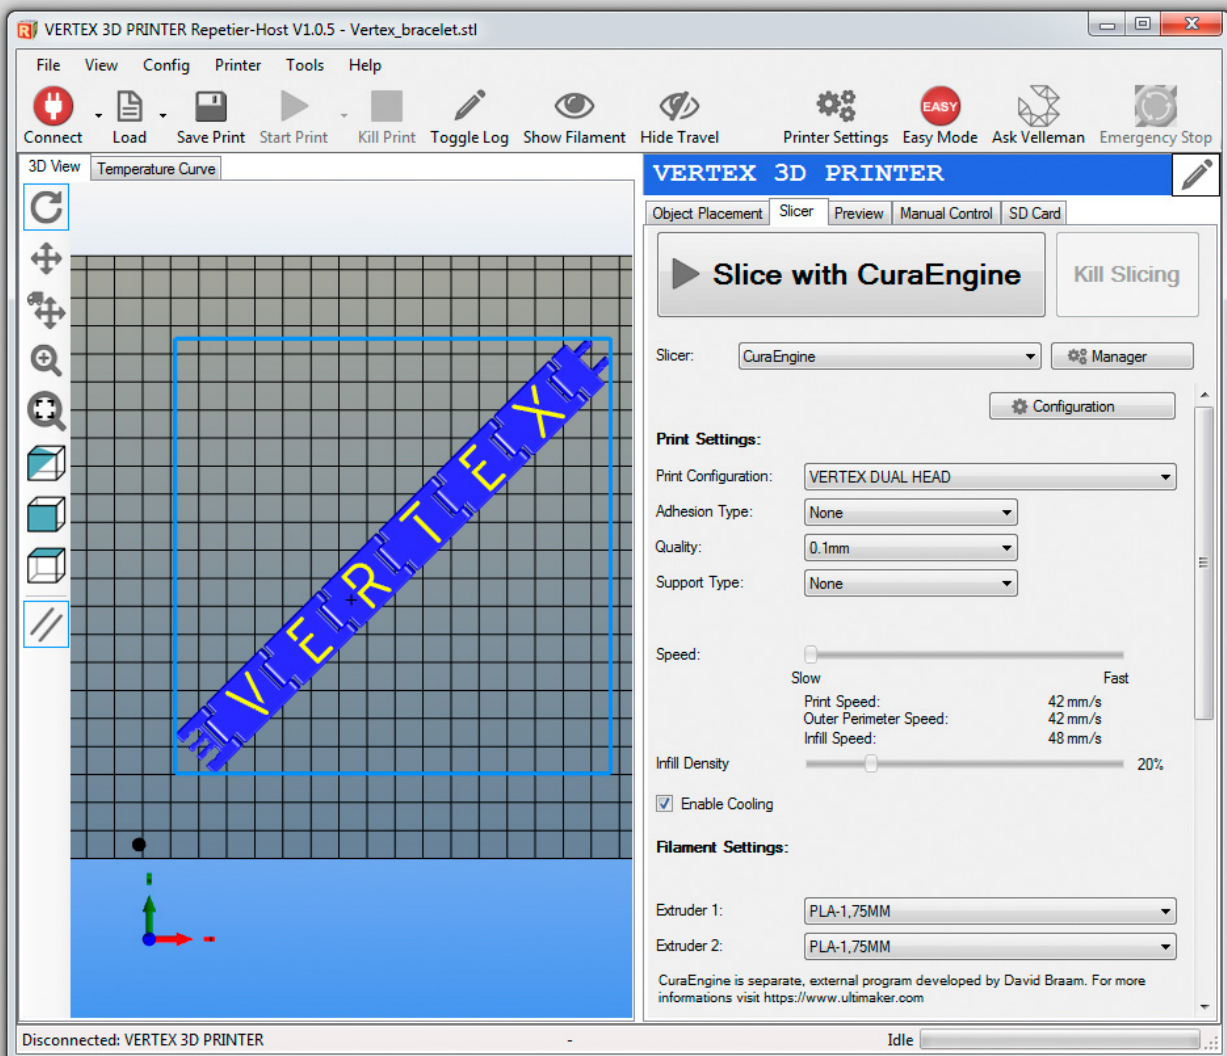 VERTEX 3D PRINTER Repetier-Host V1.0.5 - Vertex_bracelet.stl
File View Config Printer Tools Help
EASY
Connect Load Save Print Start Print Kill Print Toggle Log Show Filament Hide Travel Printer Settings Easy Mode Ask Velleman Emergency Stop
3D View Temperature Curve
VERTEX 3D PRINTER
Object Placement Slicer Preview Manual Control SD Card
Slice with CuraEngine Kill Slicing
Slicer: CuraEngine Manager
Configuration
Print Settings:
Print Configuration: VERTEX DUAL HEAD
Adhesion Type: None
Quality: 0.1mm
Support Type: None
Speed:
Slow Fast
Print Speed: 42 mm/s
Outer Perimeter Speed: 42 mm/s
Infill Speed: 48 mm/s
Infill Density 20%
Enable Cooling
Filament Settings:
Extruder 1: PLA-1,75MM
Extruder 2: PLA-1,75MM
CuraEngine is separate, external program developed by David Braam. For more
informations visit https://www.ultimaker.com
VERTEX
Disconnected: VERTEX 3D PRINTER - Idle